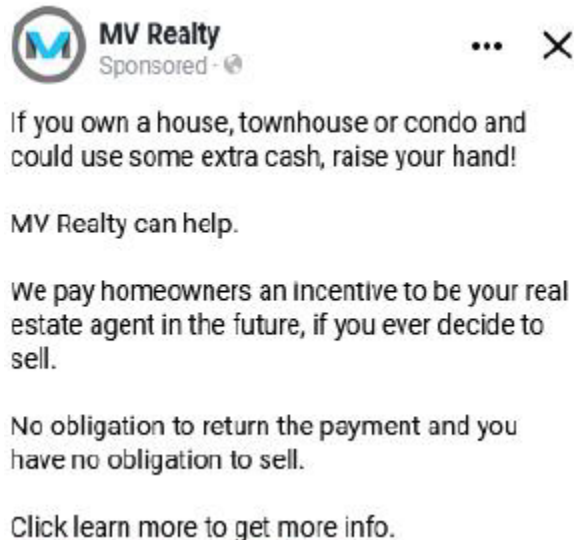 MV Realty
Sponsored ·
If you own a house, townhouse or condo and
could use some extra cash, raise your hand!
MV Realty can help.
We pay homeowners an incentive to be your real
estate agent in the future, if you ever decide to
sell.
No obligation to return the payment and you
have no obligation to sell.
Click learn more to get more info.